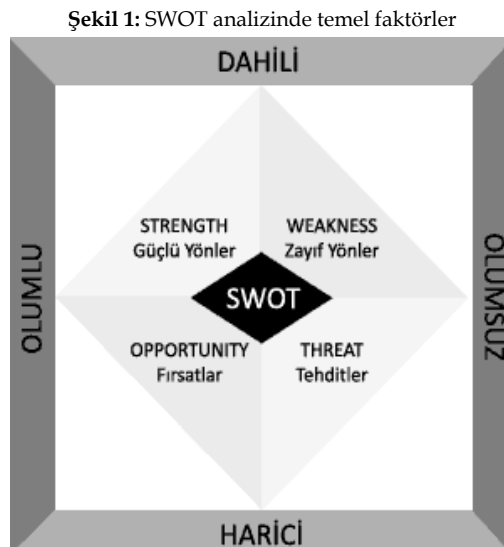 Şekil 1: SWOT analizinde temel faktörler
DAHİLİ
OLUMLU
STRENGTH
Güçlü Yönler
WEAKNESS
Zayıf Yönler
SWOT
OPPORTUNITY
Fırsatlar
THREAT
Tehditler
OLUMSUZ
HARİCİ